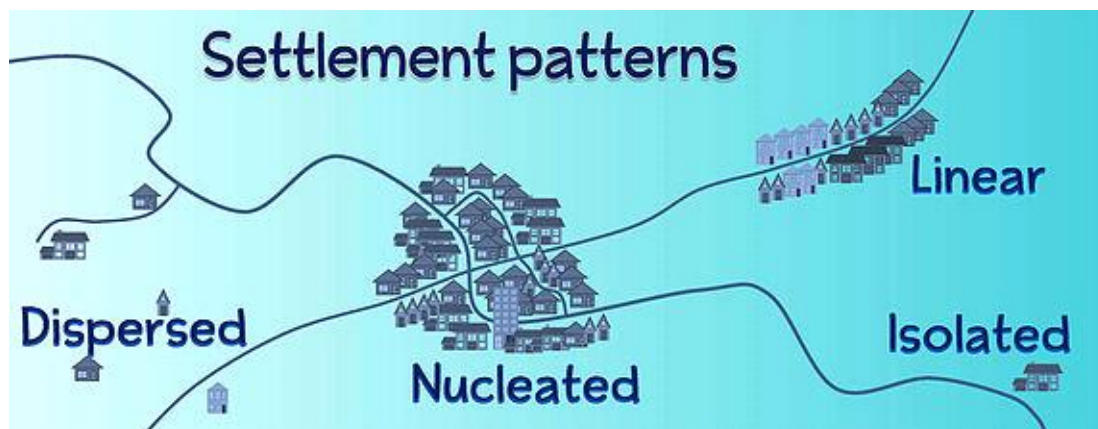 Settlement patterns
Linear
Dispersed
Isolated
Nucleated